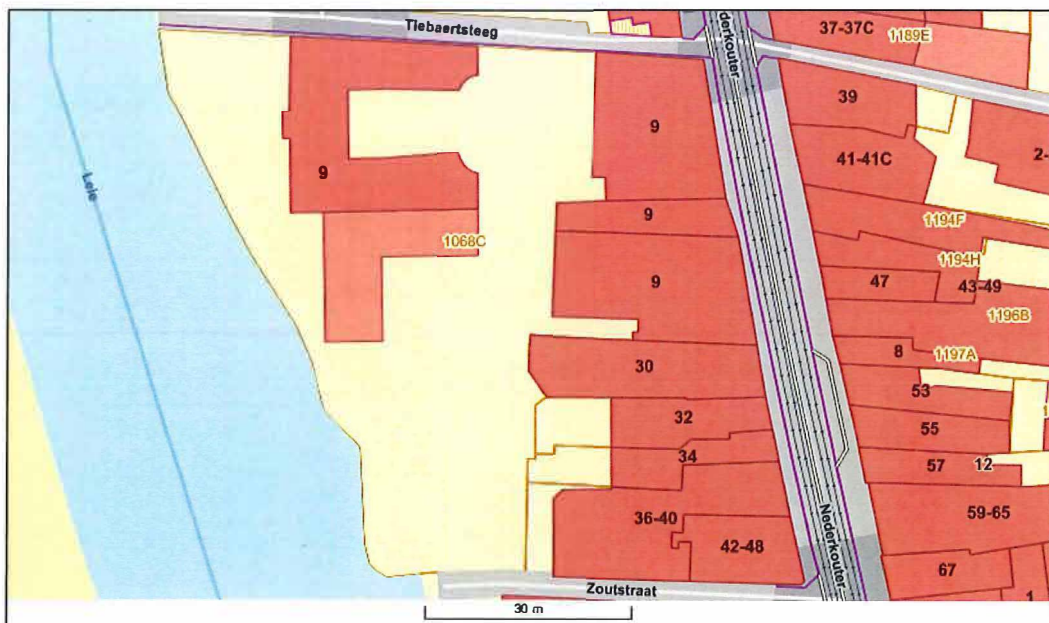 Tlebaertsteeg
derkouter
37-37C
1189E
39
9
41-41C
2-
9
1194F
9
1194H
1068C
47
43-49
9
1196B
8
1197A
30
53
32
55
34
57
12
36-40
59-65
42-48
67
1
Leie
Nederkouter
Zoutstraat
30 m